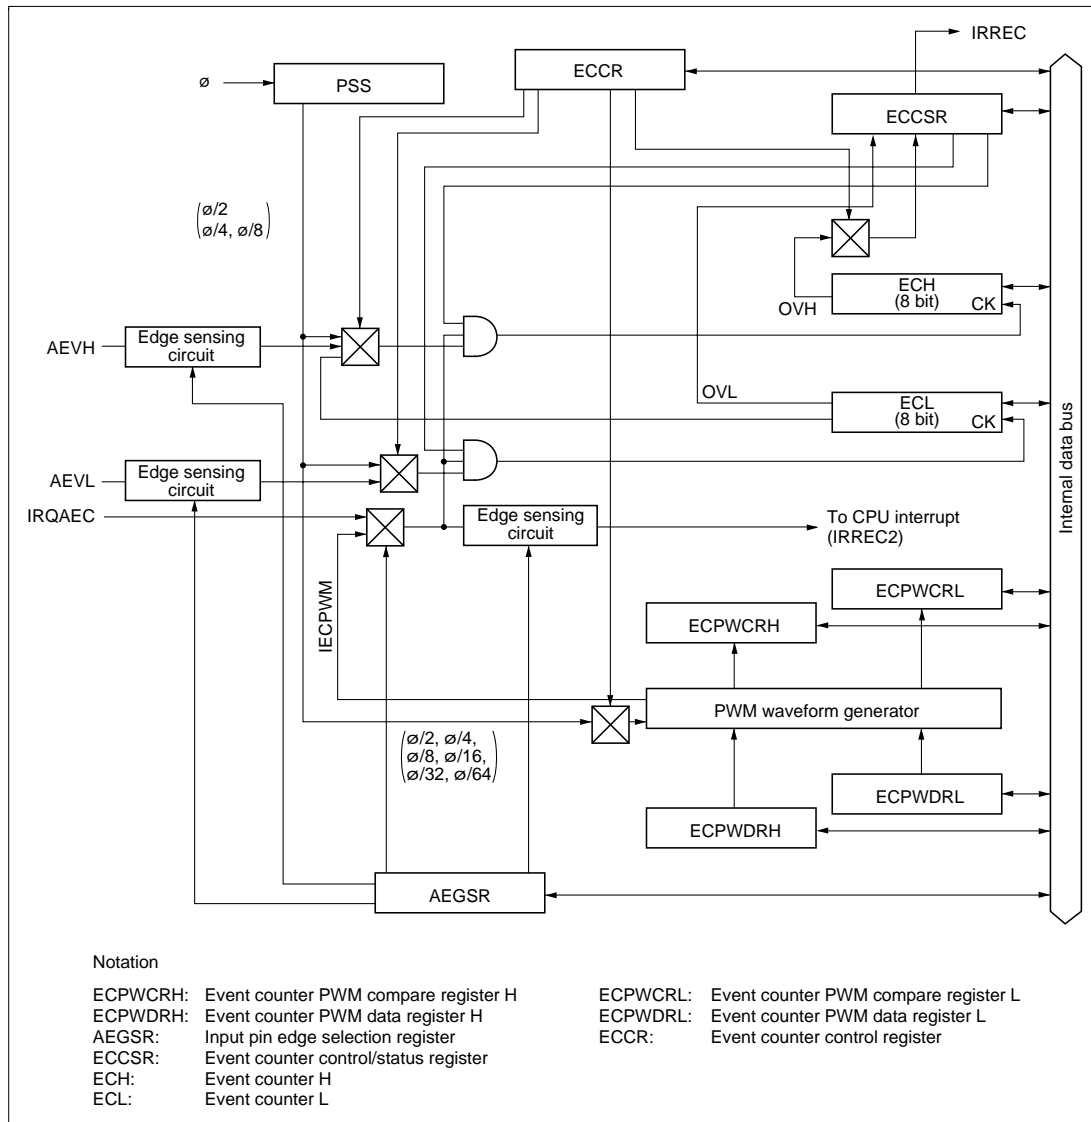 IRREC
ø
PSS
ECCR
ECCSR
ø/2
ø/4, ø/8
ECH
(8 bit)
CK
OVH
AEVH
Edge sensing
circuit
OVL
ECL
(8 bit)
CK
AEVL
Edge sensing
circuit
IRQAEC
Edge sensing
circuit
To CPU interrupt
(IRREC2)
Internal data bus
IECPWM
ECPWCRL
ECPWCRH
PWM waveform generator
ø/2, ø/4,
ø/8, ø/16,
ø/32, ø/64
ECPWDRL
ECPWDRH
AEGSR
Notation
ECPWCRH: Event counter PWM compare register H
ECPWDRH: Event counter PWM data register H
AEGSR: Input pin edge selection register
ECCSR: Event counter control/status register
ECH: Event counter H
ECL: Event counter L
ECPWCRL: Event counter PWM compare register L
ECPWDRL: Event counter PWM data register L
ECCR: Event counter control register